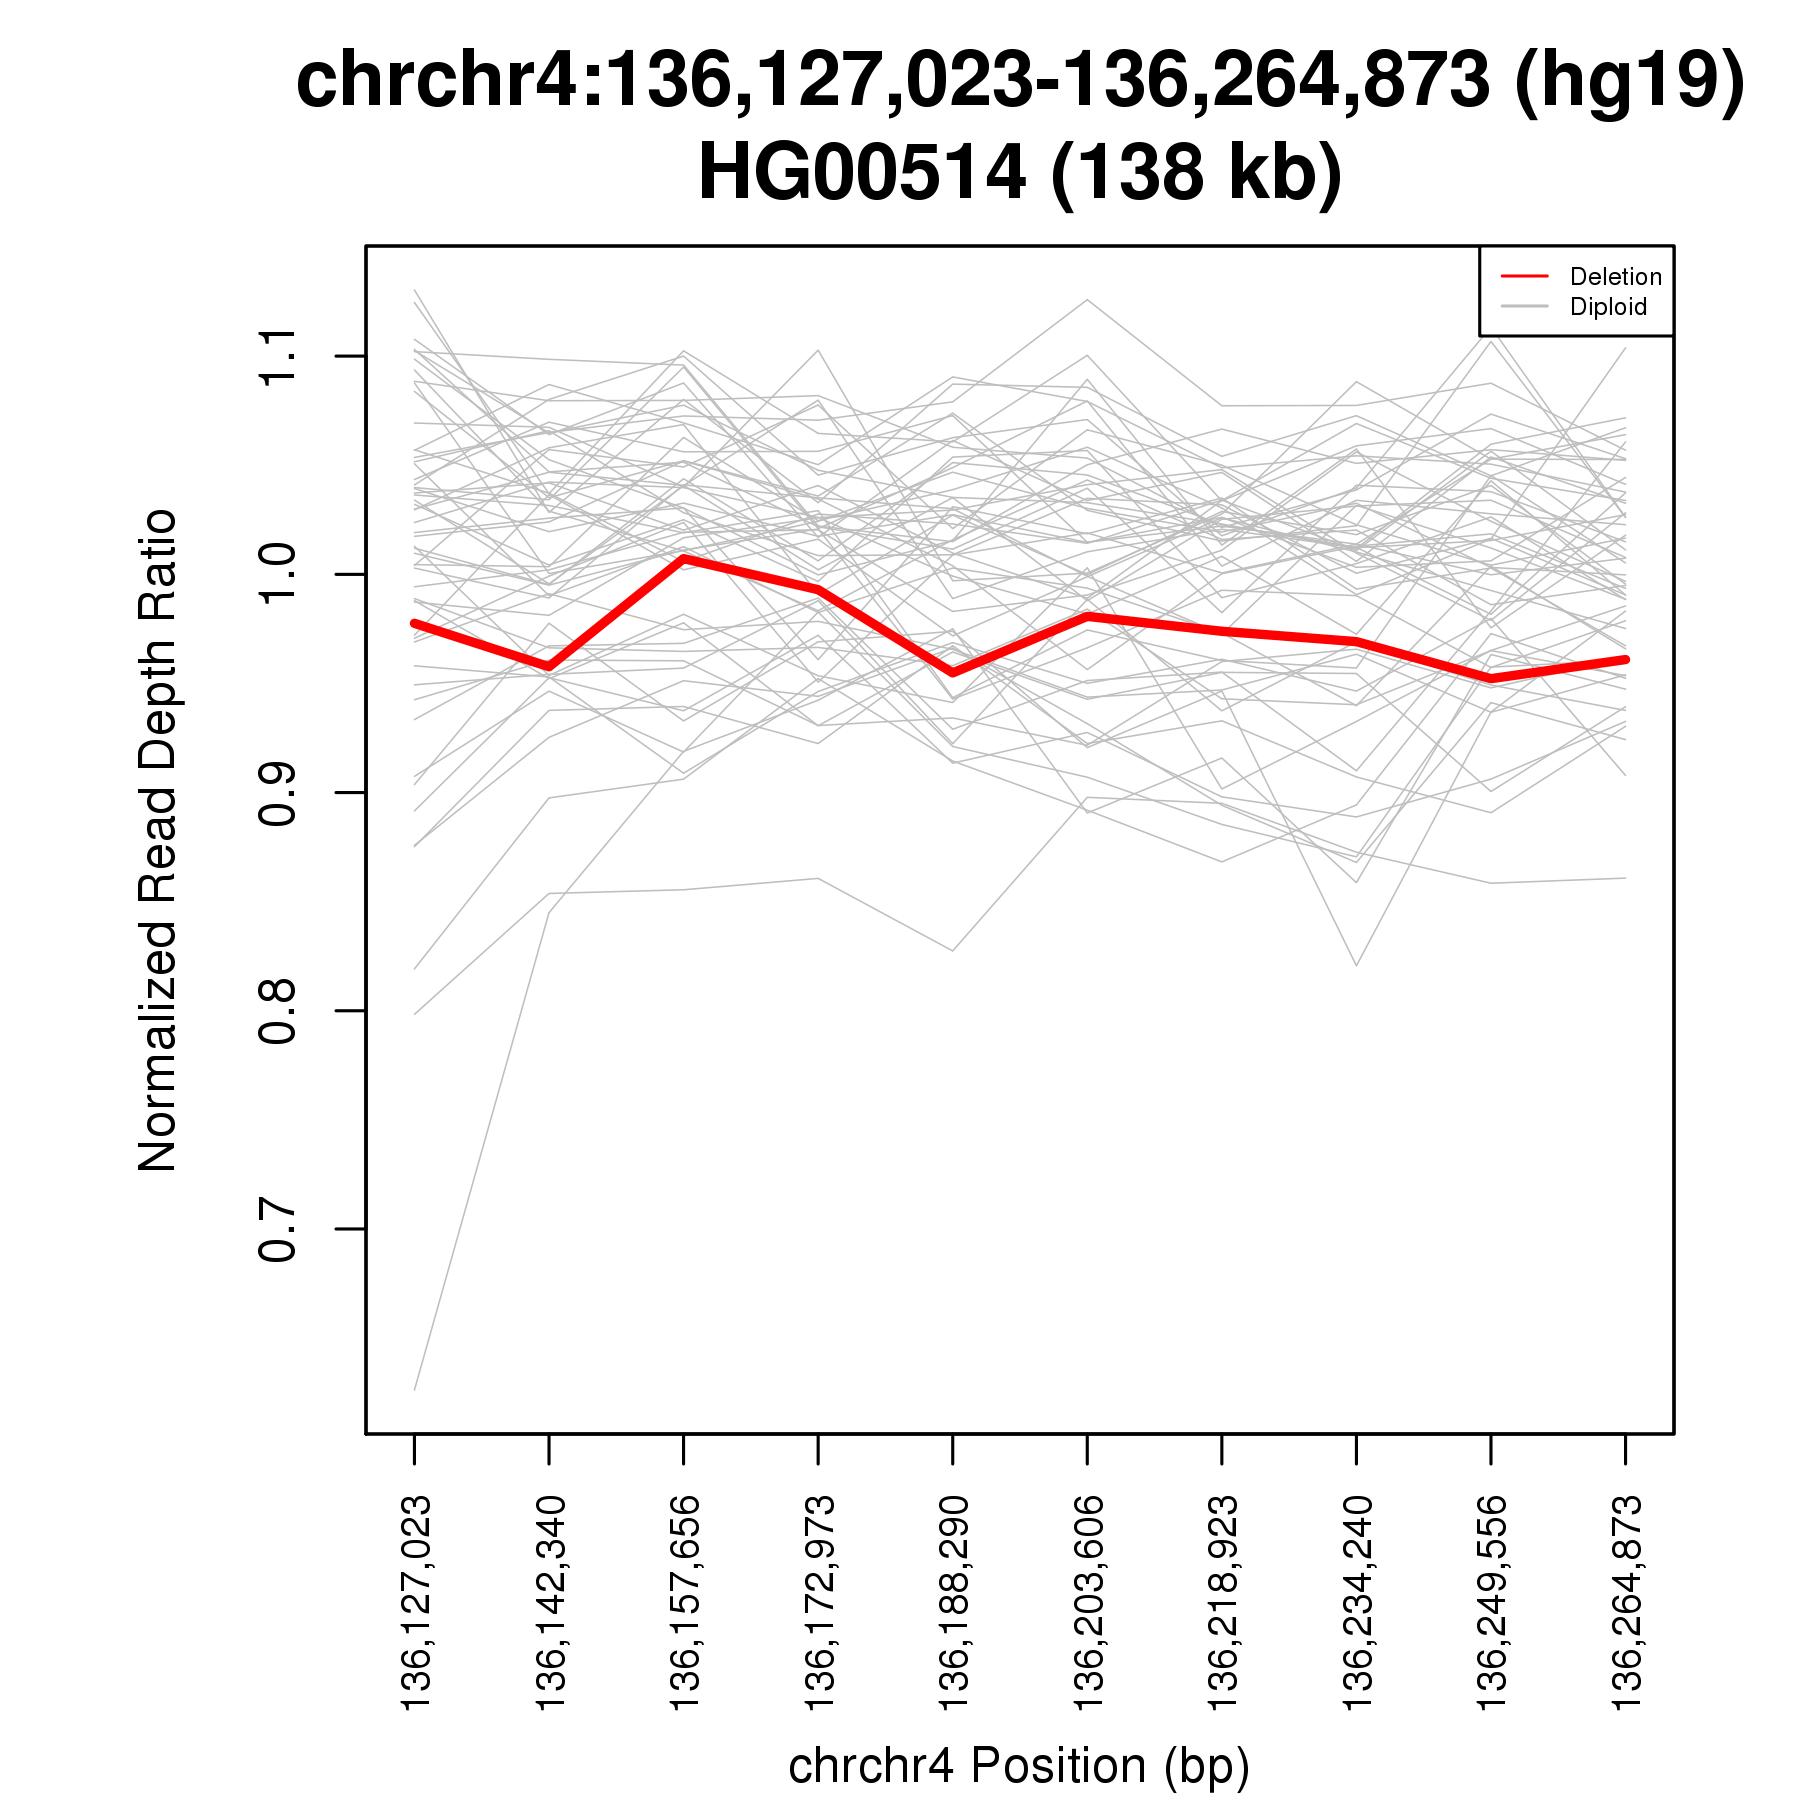 chrchr4:136,127,023-136,264,873 (hg19)
HG00514 (138 kb)
Deletion
Diploid
Normalized Read Depth Ratio
1.1
1.0
0.9
0.8
0.7
136,127,023
136,142,340
136,157,656
136,172,973
136,188,290
136,203,606
136,218,923
136,234,240
136,249,556
136,264,873
chrchr4 Position (bp)